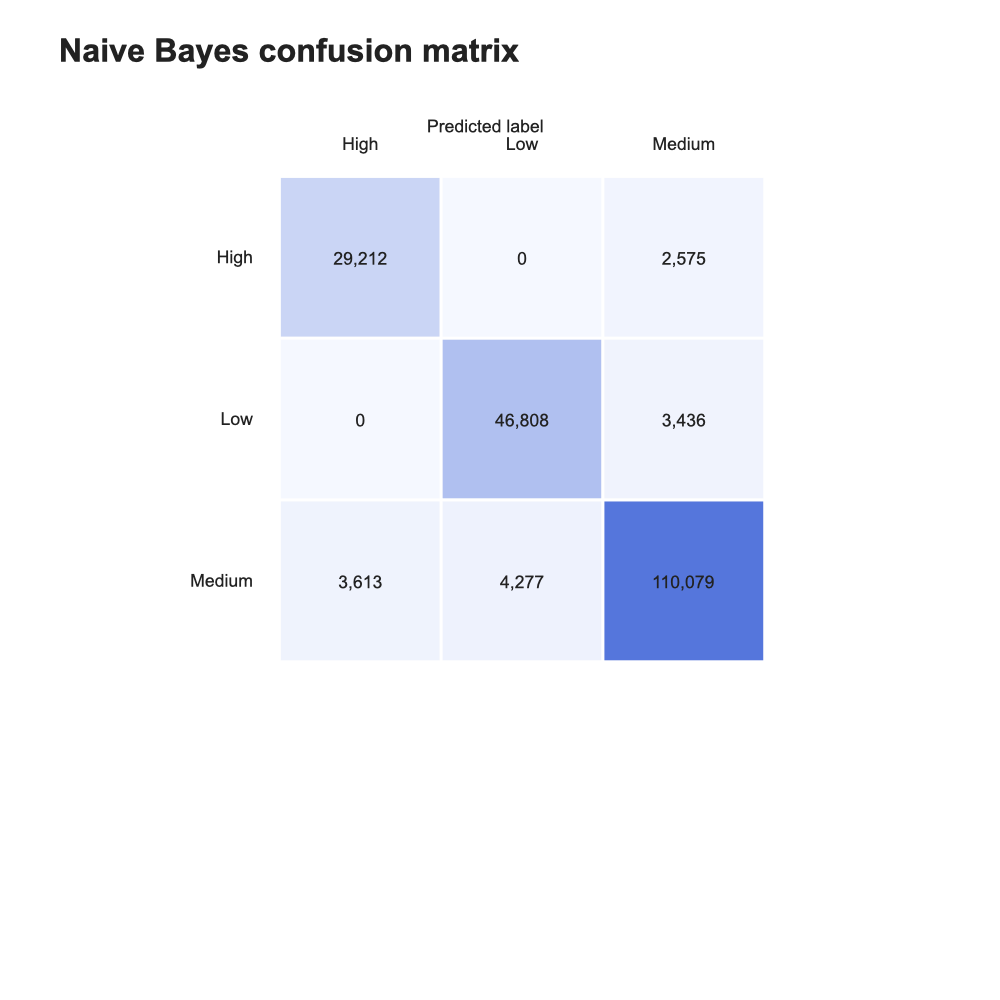 Naive Bayes confusion matrix
Predicted label
High Low Medium
High 29,212 0 2,575
Low 0 46,808 3,436
Medium 3,613 4,277 110,079